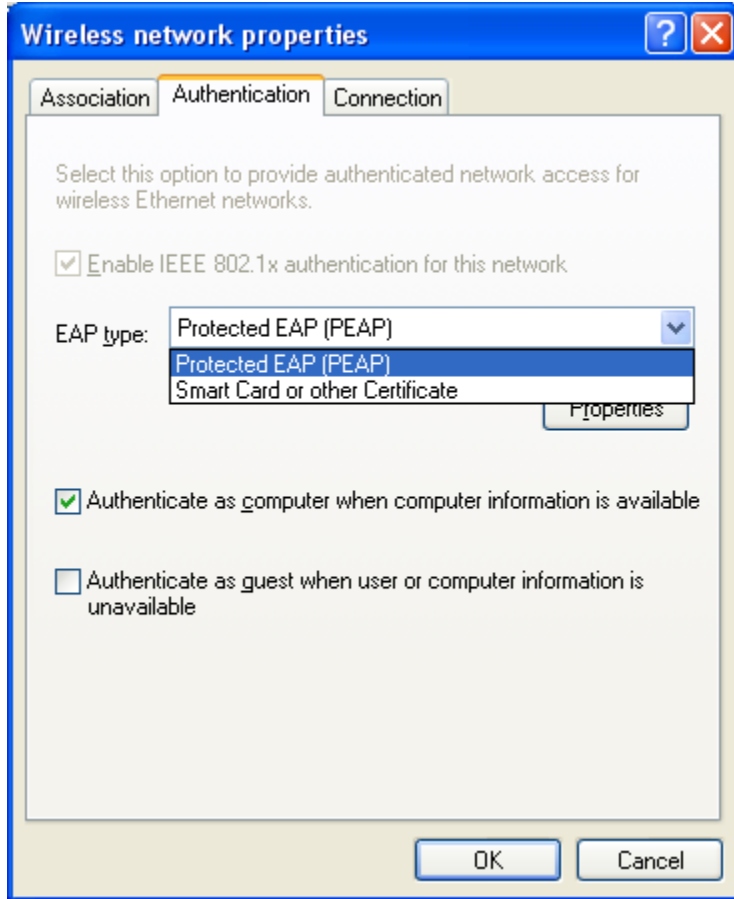 Wireless network properties
Association Authentication Connection
Select this option to provide authenticated network access for
wireless Ethernet networks.
Enable IEEE 802.1x authentication for this network
EAP type: Protected EAP (PEAP)
Protected EAP (PEAP)
Smart Card or other Certificate
Properties
Authenticate as computer when computer information is available
Authenticate as guest when user or computer information is
unavailable
OK Cancel